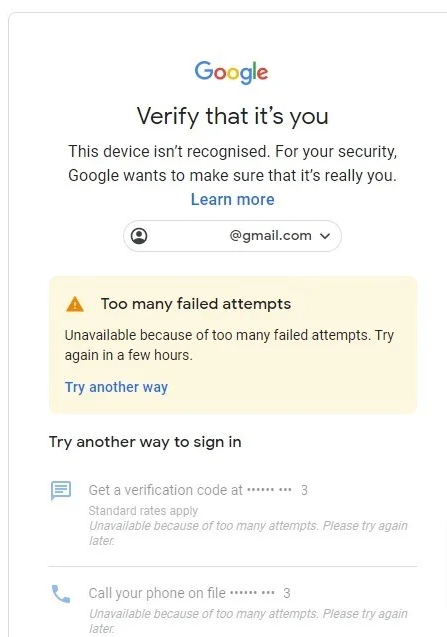 Google
Verify that it's you
This device isn't recognised. For your security,
Google wants to make sure that it's really you.
Learn more
@gmail.com
Too many failed attempts
Unavailable because of too many failed attempts. Try
again in a few hours.
Try another way
Try another way to sign in
Get a verification code at •••••• ••• 3
Standard rates apply
Unavailable because of too many attempts. Please try again
later.
Call your phone on file •••••• ••• 3
Unavailable because of too many attempts. Please try again
later.